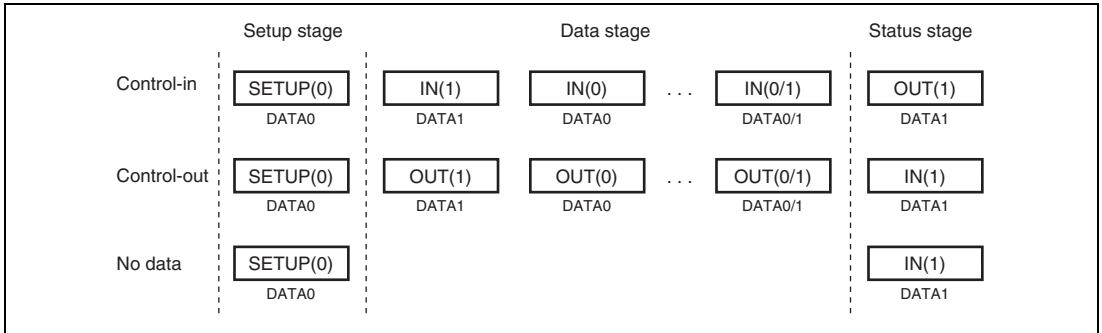 Setup stage Data stage Status stage
Control-in SETUP(0) IN(1) IN(0) . . . IN(0/1) OUT(1)
DATA0 DATA1 DATA0 DATA0/1 DATA1
Control-out SETUP(0) OUT(1) OUT(0) . . . OUT(0/1) IN(1)
DATA0 DATA1 DATA0 DATA0/1 DATA1
No data SETUP(0) IN(1)
DATA0 DATA1